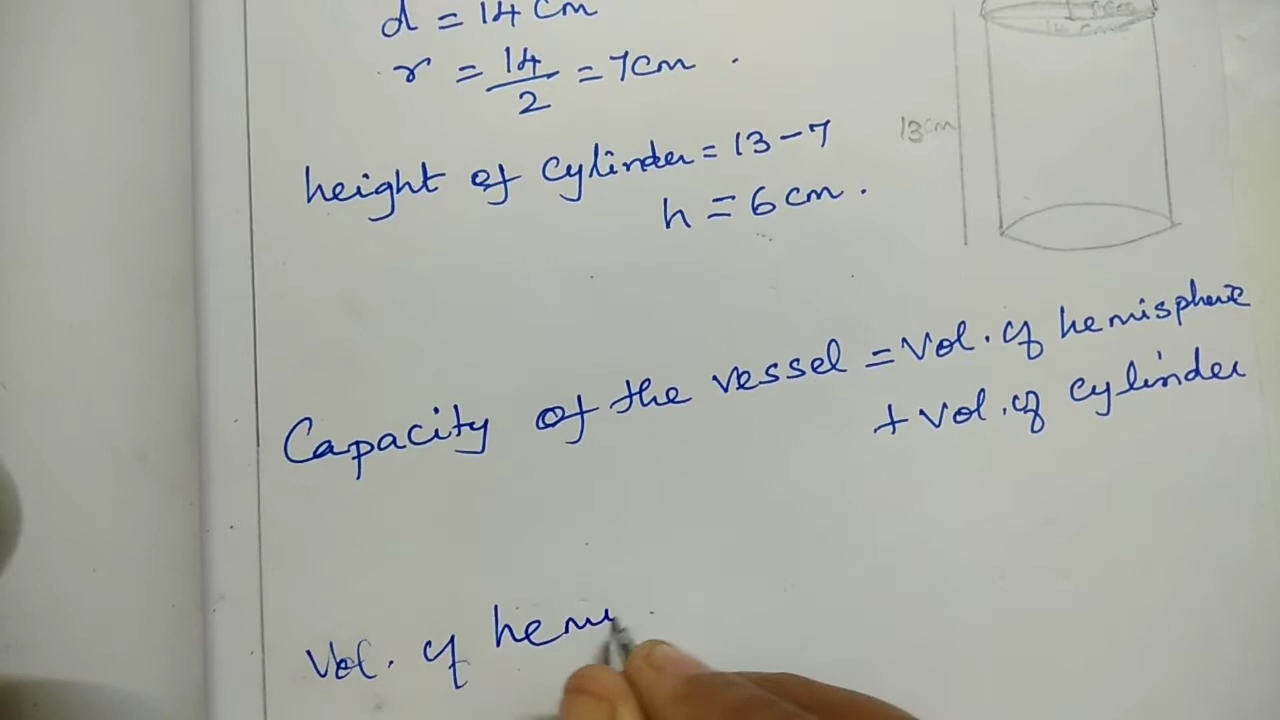 d = 14 cm
r = 14/2 = 7cm .
13cm
height of Cylinder = 13 - 7
h = 6 cm .
Capacity of the vessel = Vol. of hemisphere
+ Vol. of cylinder
Vol. of hemi